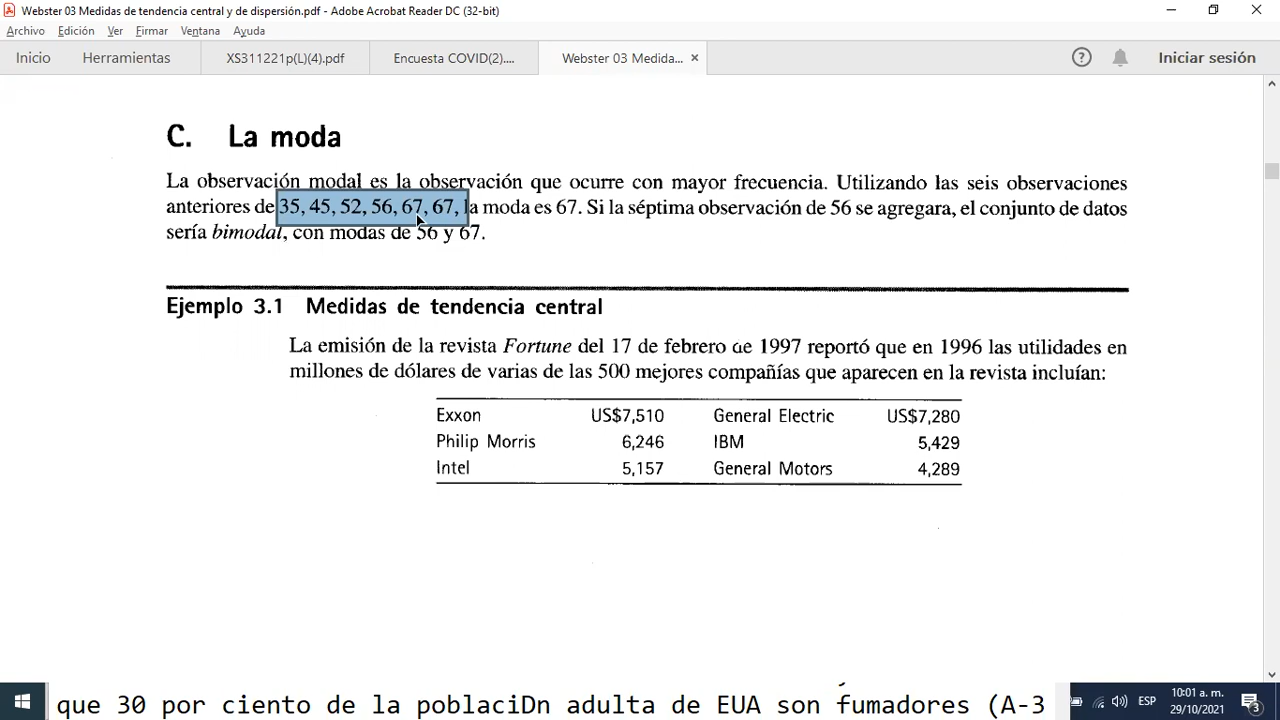 Webster 03 Medidas de tendencia central y de dispersión.pdf - Adobe Acrobat Reader DC (32-bit)
Archivo Edición Ver Firmar Ventana Ayuda
Inicio Herramientas XS311221p(L)(4).pdf Encuesta COVID(2).... Webster 03 Medida... Iniciar sesión
C. La moda
La observación modal es la observación que ocurre con mayor frecuencia. Utilizando las seis observaciones
anteriores de 35, 45, 52, 56, 67, 67, la moda es 67. Si la séptima observación de 56 se agregara, el conjunto de datos
sería bimodal, con modas de 56 y 67.
Ejemplo 3.1 Medidas de tendencia central
La emisión de la revista Fortune del 17 de febrero de 1997 reportó que en 1996 las utilidades en
millones de dólares de varias de las 500 mejores compañías que aparecen en la revista incluían:
Exxon US$7,510 General Electric US$7,280
Philip Morris 6,246 IBM 5,429
Intel 5,157 General Motors 4,289
que 30 por ciento de la poblaciDn adulta de EUA son fumadores (A-3
ESP 10:01 a. m.
29/10/2021 3